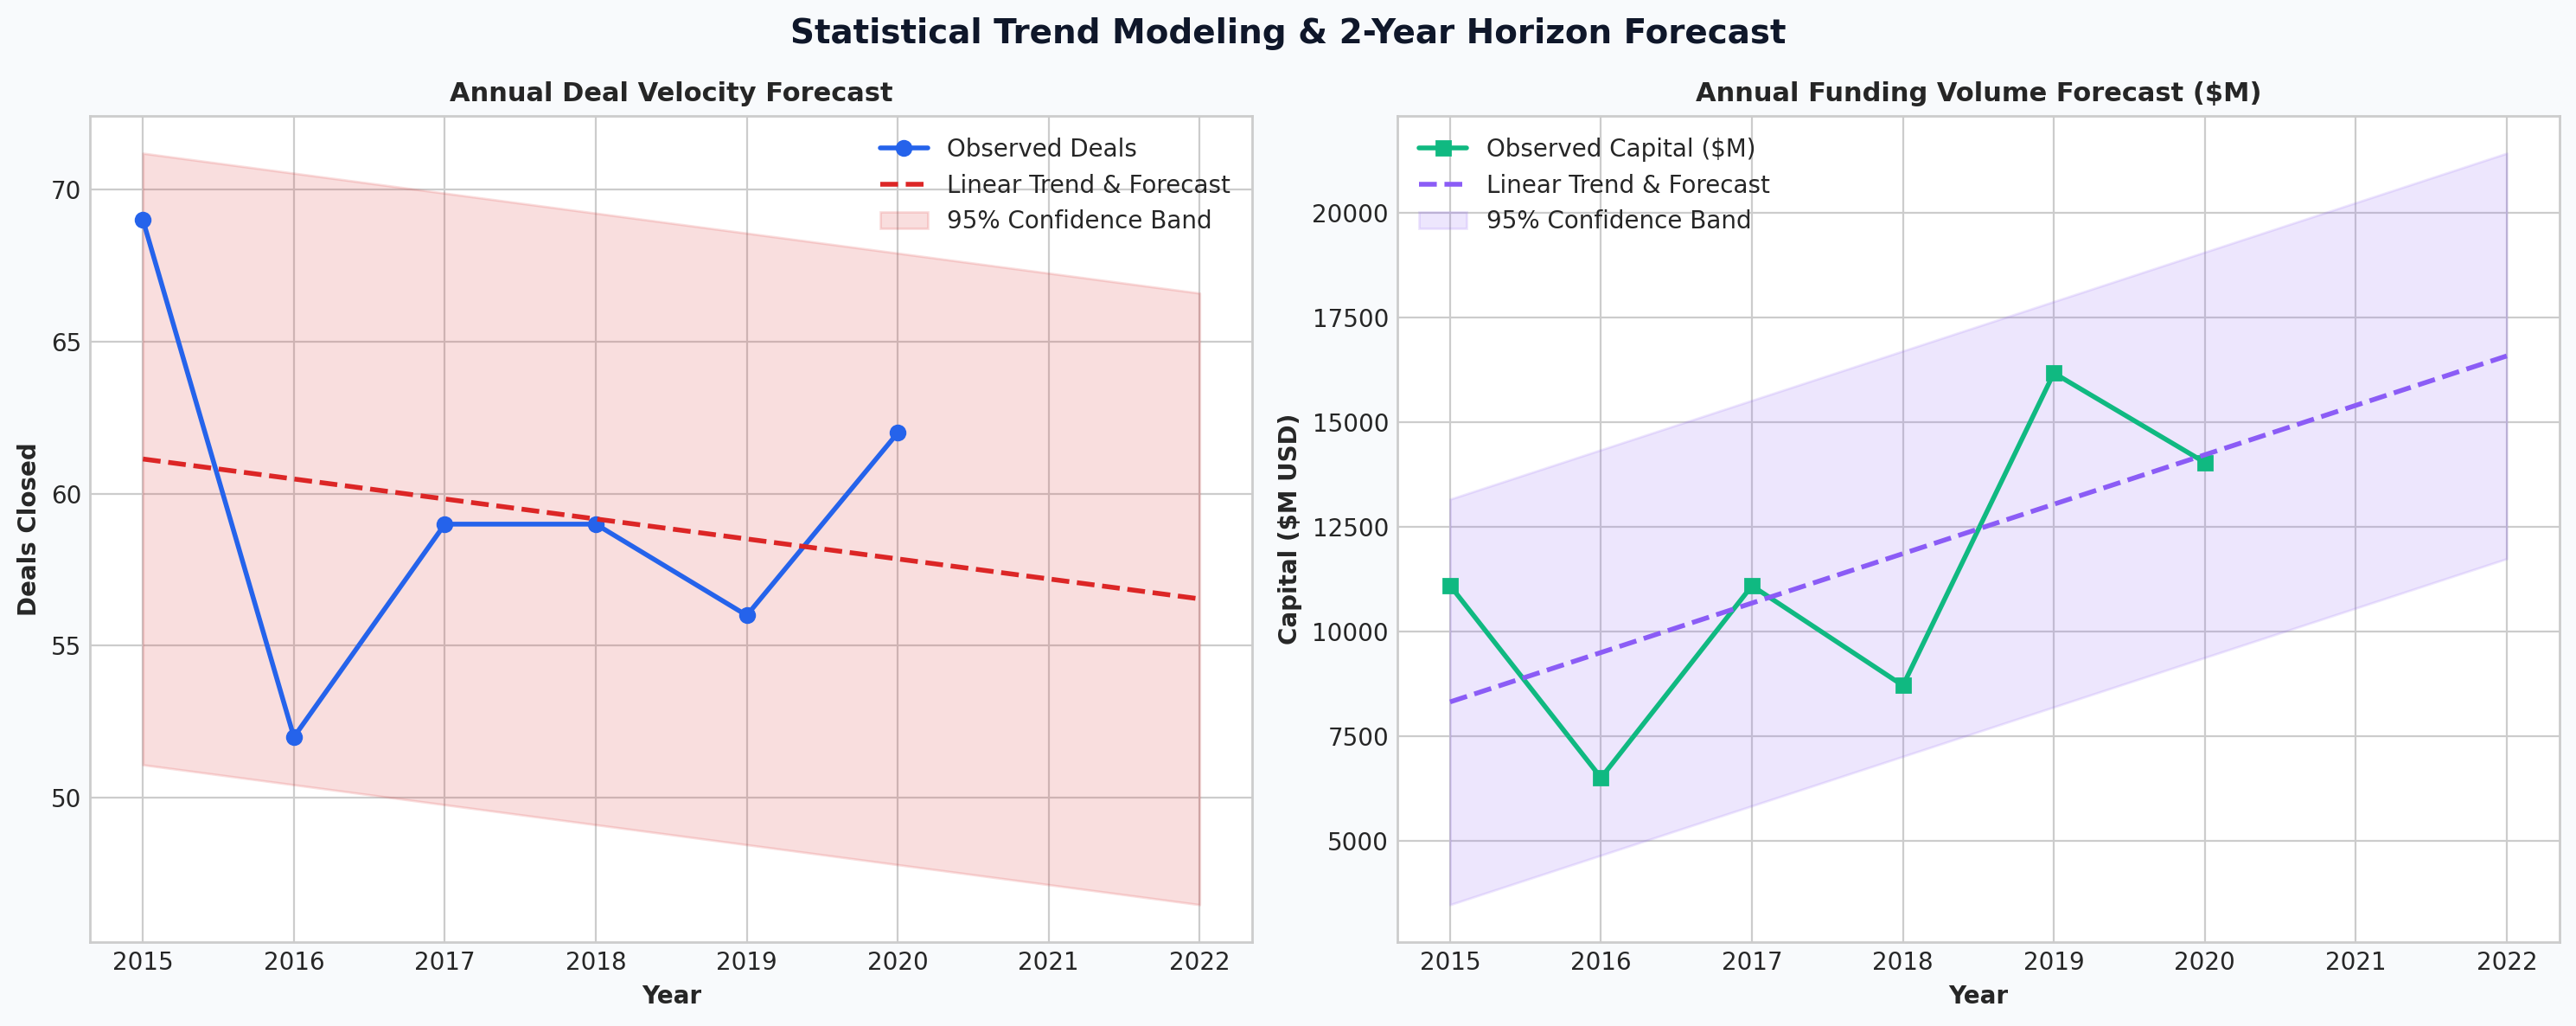 Statistical Trend Modeling & 2-Year Horizon Forecast
Annual Deal Velocity Forecast
Observed Deals
Linear Trend & Forecast
95% Confidence Band
70
65
60
55
50
Deals Closed
2015 2016 2017 2018 2019 2020 2021 2022
Year
Annual Funding Volume Forecast ($M)
Observed Capital ($M)
Linear Trend & Forecast
95% Confidence Band
20000
17500
15000
12500
10000
7500
5000
Capital ($M USD)
2015 2016 2017 2018 2019 2020 2021 2022
Year